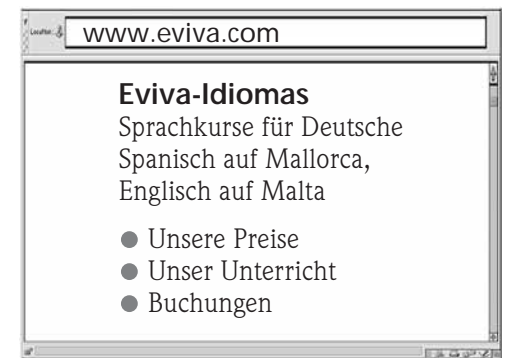 Location:
www.eviva.com
Eviva-Idiomas
Sprachkurse für Deutsche
Spanisch auf Mallorca,
Englisch auf Malta
Unsere Preise
Unser Unterricht
Buchungen